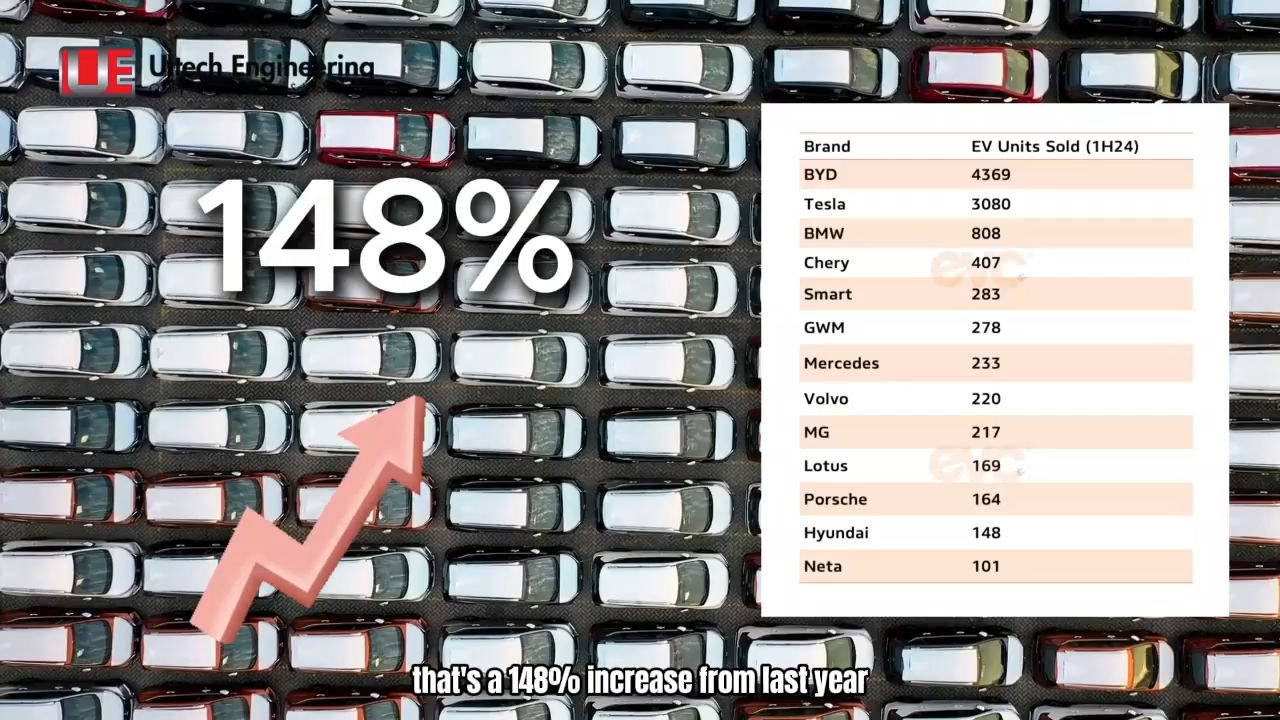 UE Ultech Engineering
148%
Brand EV Units Sold (1H24)
BYD 4369
Tesla 3080
BMW 808
Chery 407
Smart 283
GWM 278
Mercedes 233
Volvo 220
MG 217
Lotus 169
Porsche 164
Hyundai 148
Neta 101
that's a 148% increase from last year